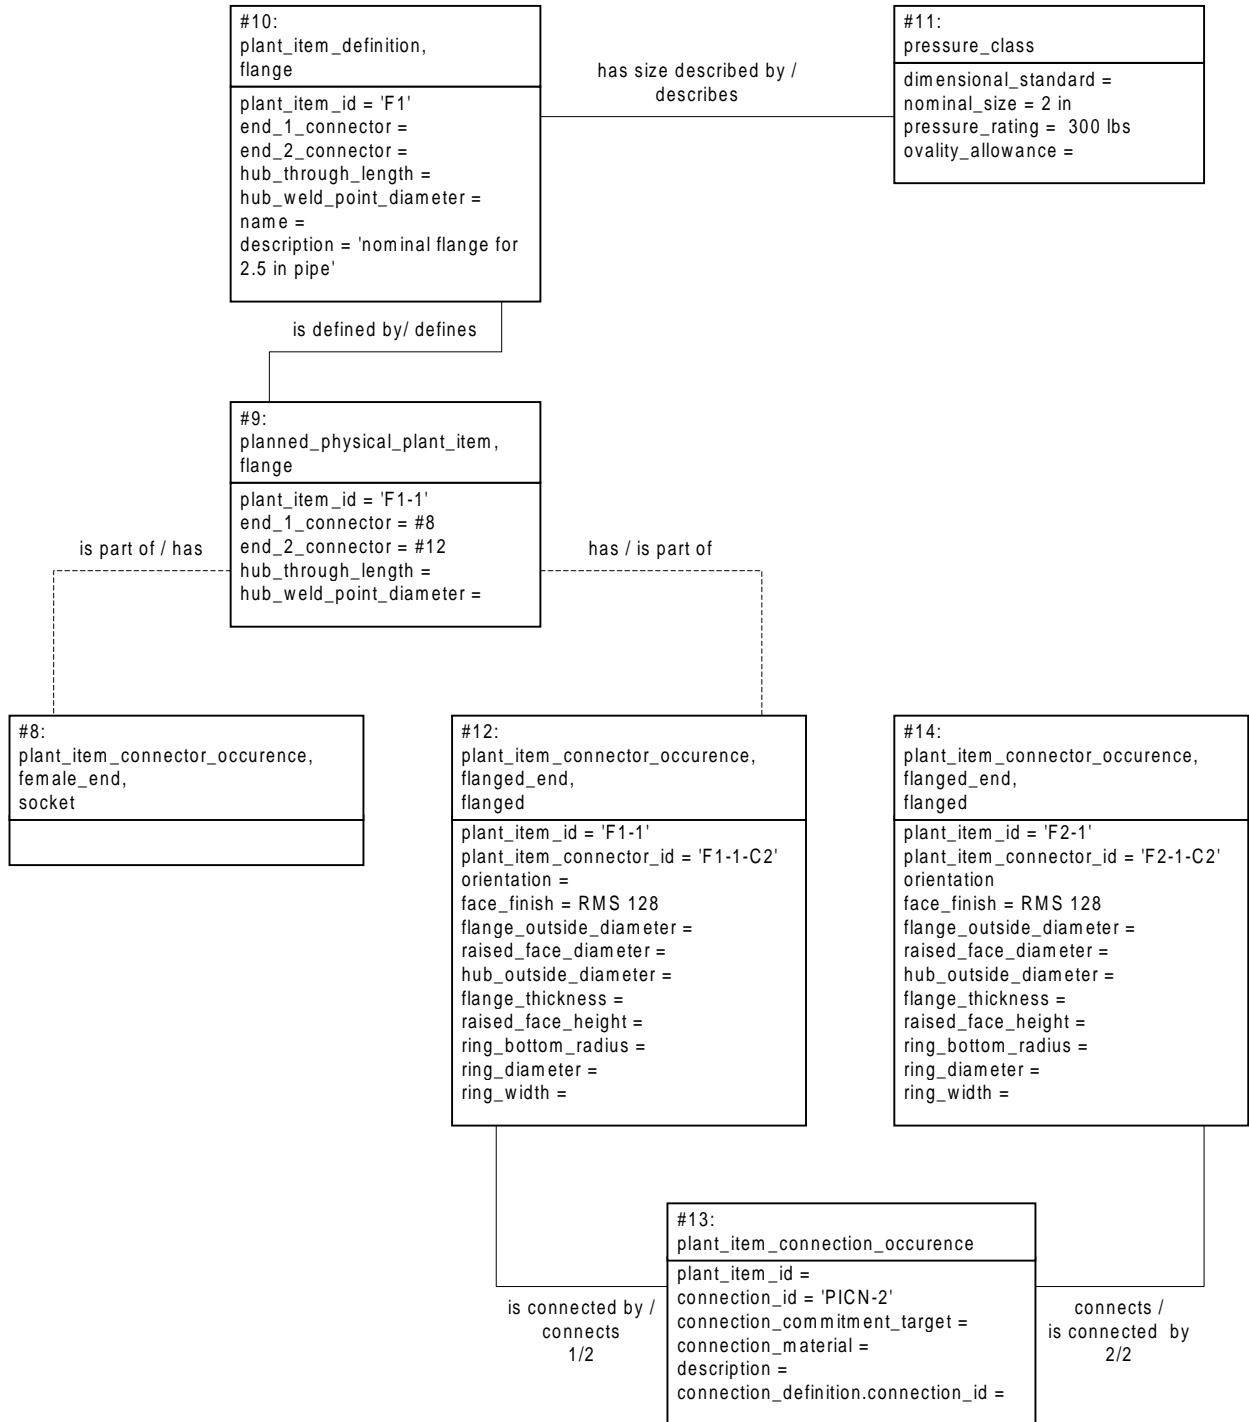 #10:
plant_item_definition,
flange
plant_item_id = 'F1'
end_1_connector =
end_2_connector =
hub_through_length =
hub_weld_point_diameter =
name =
description = 'nominal flange for
2.5 in pipe'
has size described by /
describes
#11:
pressure_class
dimensional_standard =
nominal_size = 2 in
pressure_rating = 300 lbs
ovality_allowance =
is defined by/ defines
#9:
planned_physical_plant_item,
flange
plant_item_id = 'F1-1'
end_1_connector = #8
end_2_connector = #12
hub_through_length =
hub_weld_point_diameter =
is part of / has
has / is part of
#8:
plant_item_connector_occurence,
female_end,
socket
#12:
plant_item_connector_occurence,
flanged_end,
flanged
plant_item_id = 'F1-1'
plant_item_connector_id = 'F1-1-C2'
orientation =
face_finish = RMS 128
flange_outside_diameter =
raised_face_diameter =
hub_outside_diameter =
flange_thickness =
raised_face_height =
ring_bottom_radius =
ring_diameter =
ring_width =
#14:
plant_item_connector_occurence,
flanged_end,
flanged
plant_item_id = 'F2-1'
plant_item_connector_id = 'F2-1-C2'
orientation
face_finish = RMS 128
flange_outside_diameter =
raised_face_diameter =
hub_outside_diameter =
flange_thickness =
raised_face_height =
ring_bottom_radius =
ring_diameter =
ring_width =
is connected by /
connects
1/2
#13:
plant_item_connection_occurence
plant_item_id =
connection_id = 'PICN-2'
connection_commitment_target =
connection_material =
description =
connection_definition.connection_id =
connects /
is connected by
2/2